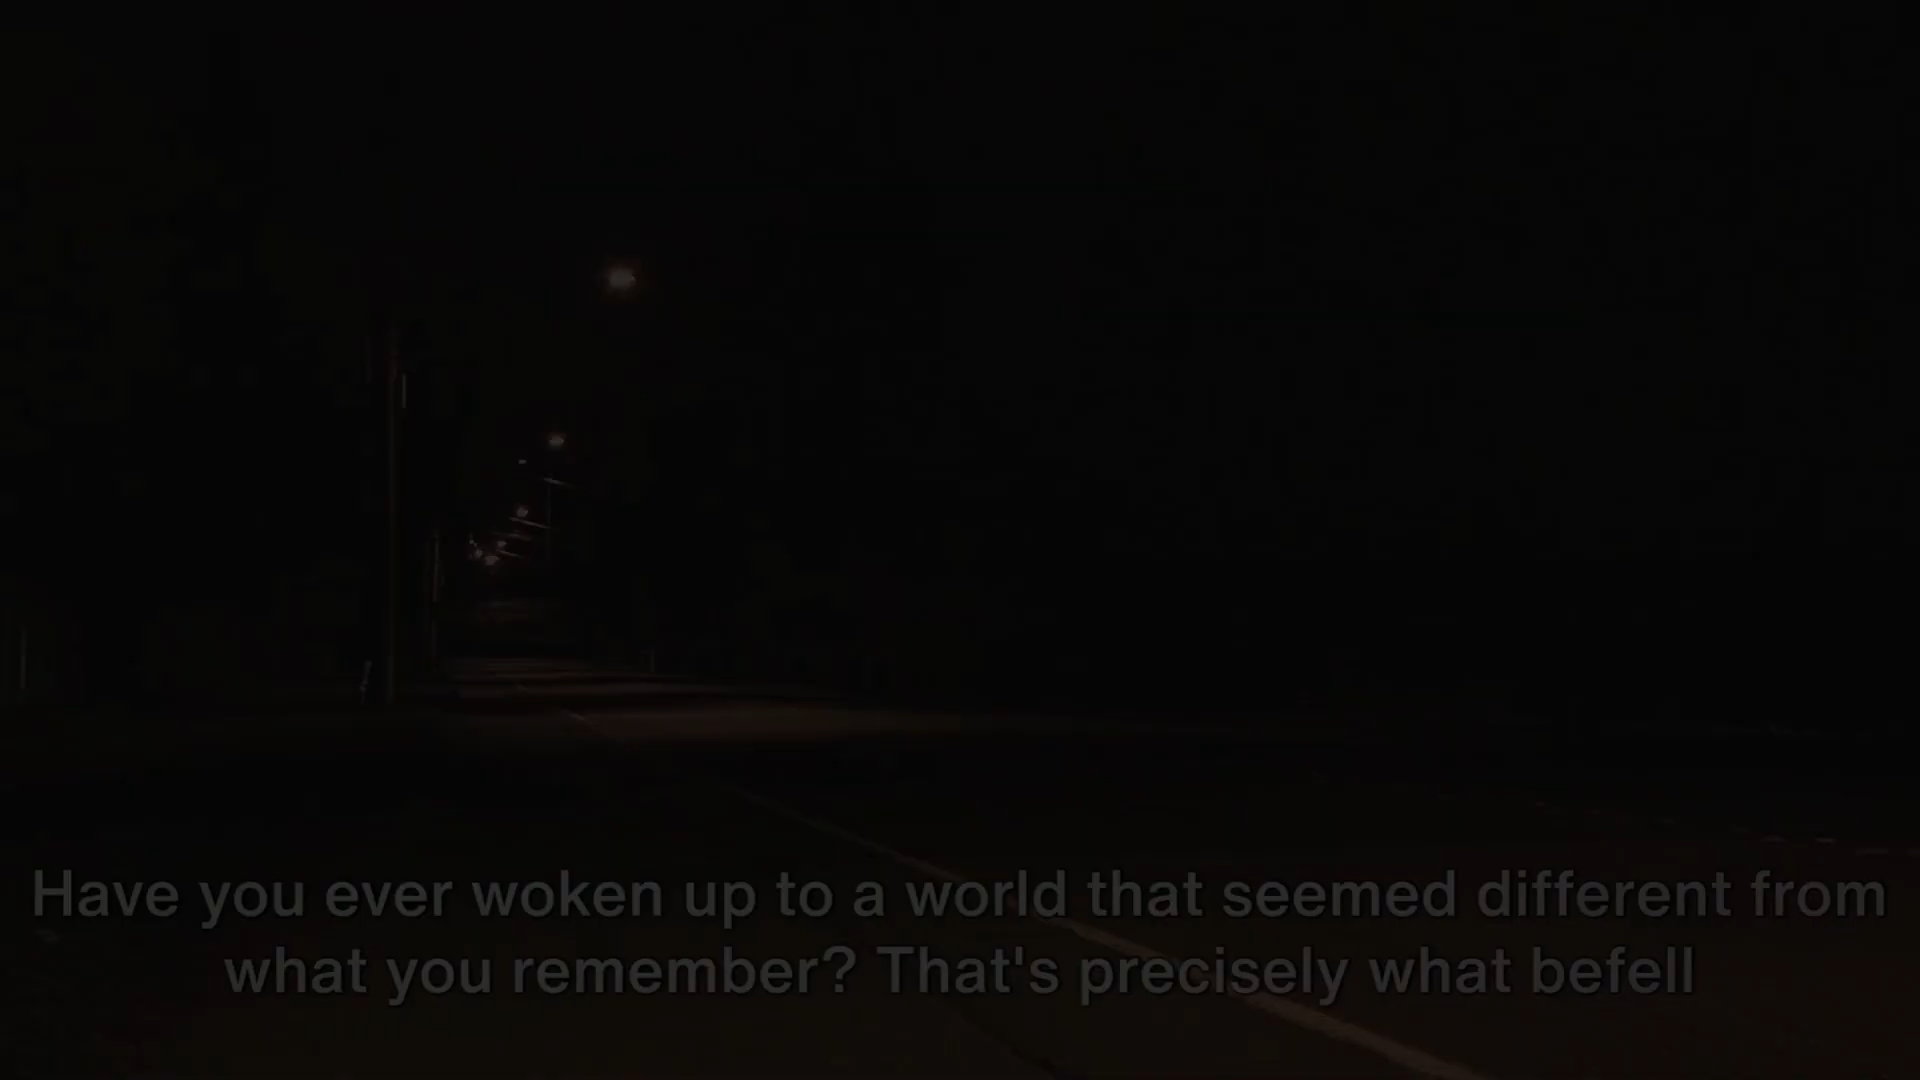 Have you ever woken up to a world that seemed different from
what you remember? That's precisely what befell